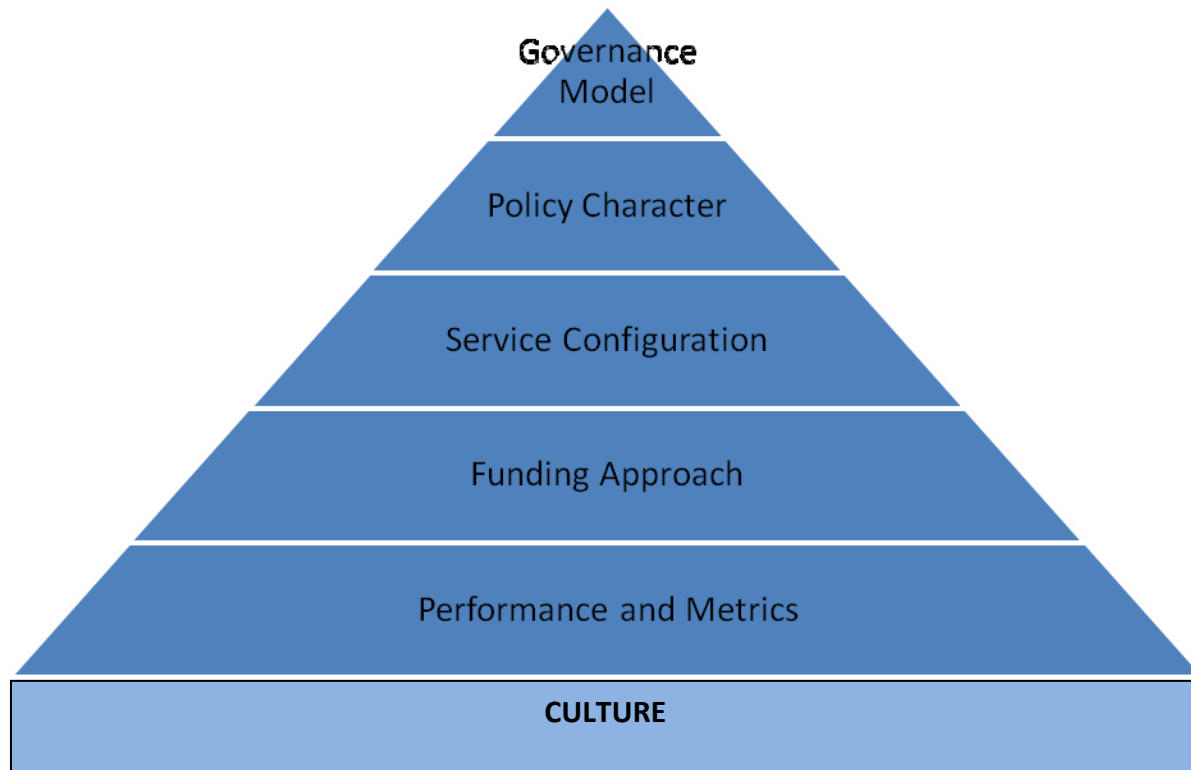 Governance
Model
Policy Character
Service Configuration
Funding Approach
Performance and Metrics
CULTURE